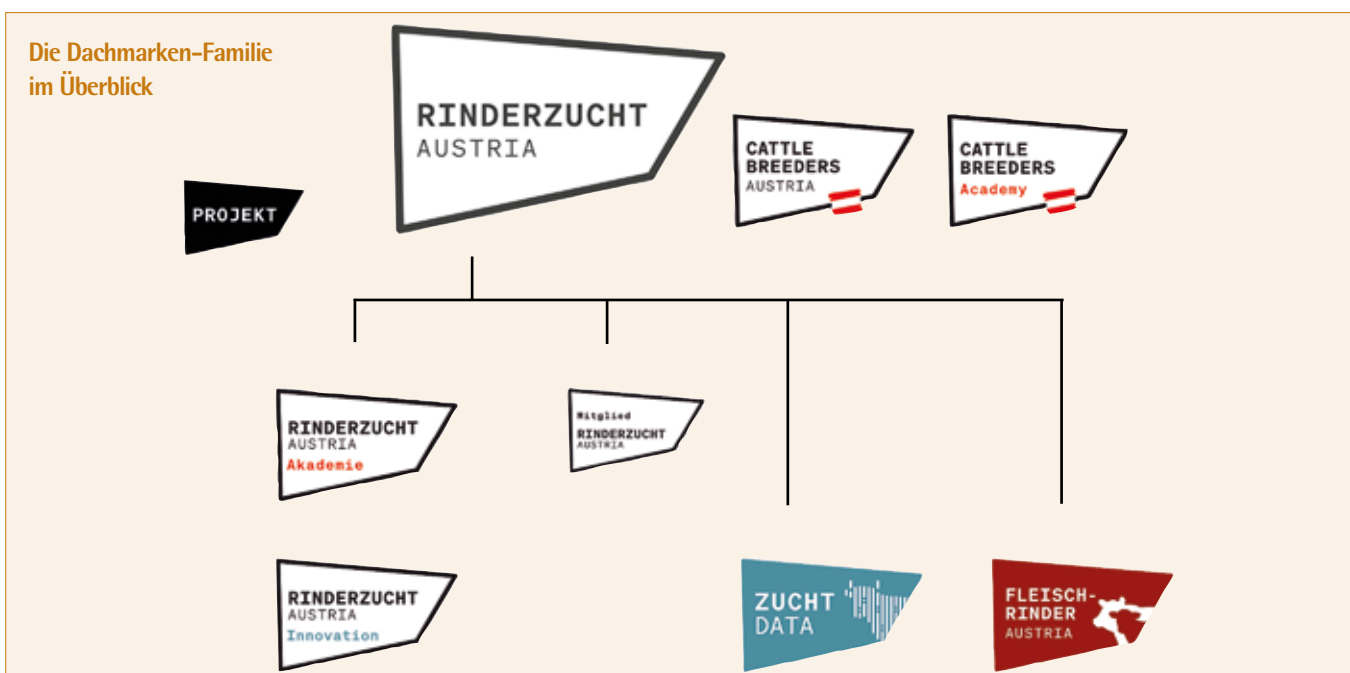 Die Dachmarken-Familie
im Überblick
RINDERZUCHT
AUSTRIA
CATTLE
BREEDERS
AUSTRIA
CATTLE
BREEDERS
Academy
PROJEKT
RINDERZUCHT
AUSTRIA
Akademie
Mitglied
RINDERZUCHT
AUSTRIA
RINDERZUCHT
AUSTRIA
Innovation
ZUCHT
DATA
FLEISCH-
RINDER
AUSTRIA